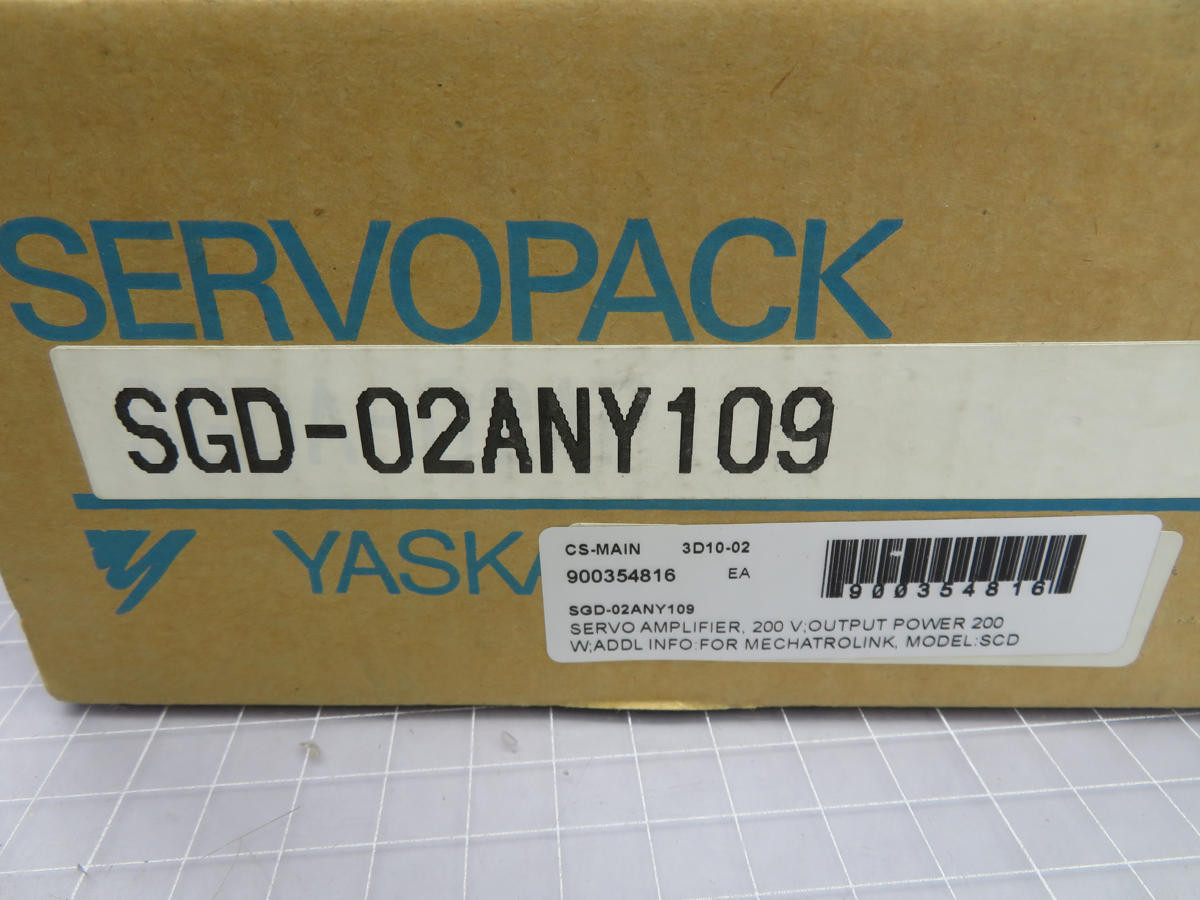 SERVOPACK
SGD-02ANY109
YASKA
CS-MAIN 3D10-02
900354816 EA
900354816
SGD-02ANY109
SERVO AMPLIFIER, 200 V;OUTPUT POWER 200
W;ADDL INFO:FOR MECHATROLINK, MODEL:SCD